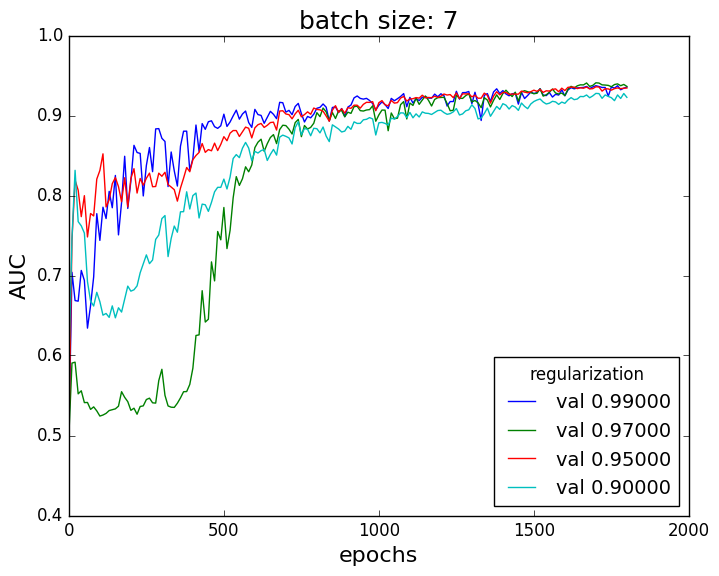 batch size: 7
1.0
0.9
0.8
0.7
0.6
0.5
0.4
AUC
0
500
1000
1500
2000
epochs
regularization
val 0.99000
val 0.97000
val 0.95000
val 0.90000